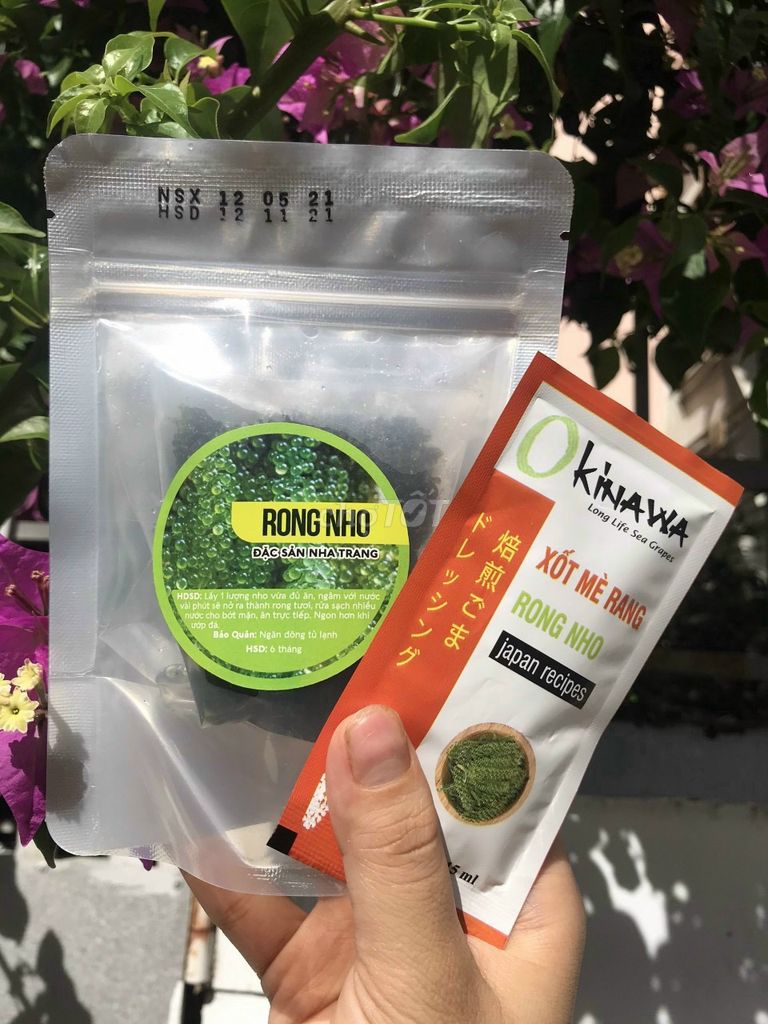 NSX 12 05 21
HSD 12 11 21
RONG NHO
ĐẶC SẢN NHA TRANG
HDSD: Lấy 1 lượng nho vừa đủ ăn, ngâm với nước
vài phút sẽ nở ra thành rong tươi, rửa sạch nhiều
nước cho bớt mặn, ăn trực tiếp. Ngon hơn khi
ướp đá.
Bảo Quản: Ngăn đông tủ lạnh
HSD: 6 tháng
OKINAWA
Long Life Sea Grapes
焙煎ごま
ドレッシング
XỐT MÈ RANG
RONG NHO
japan recipes